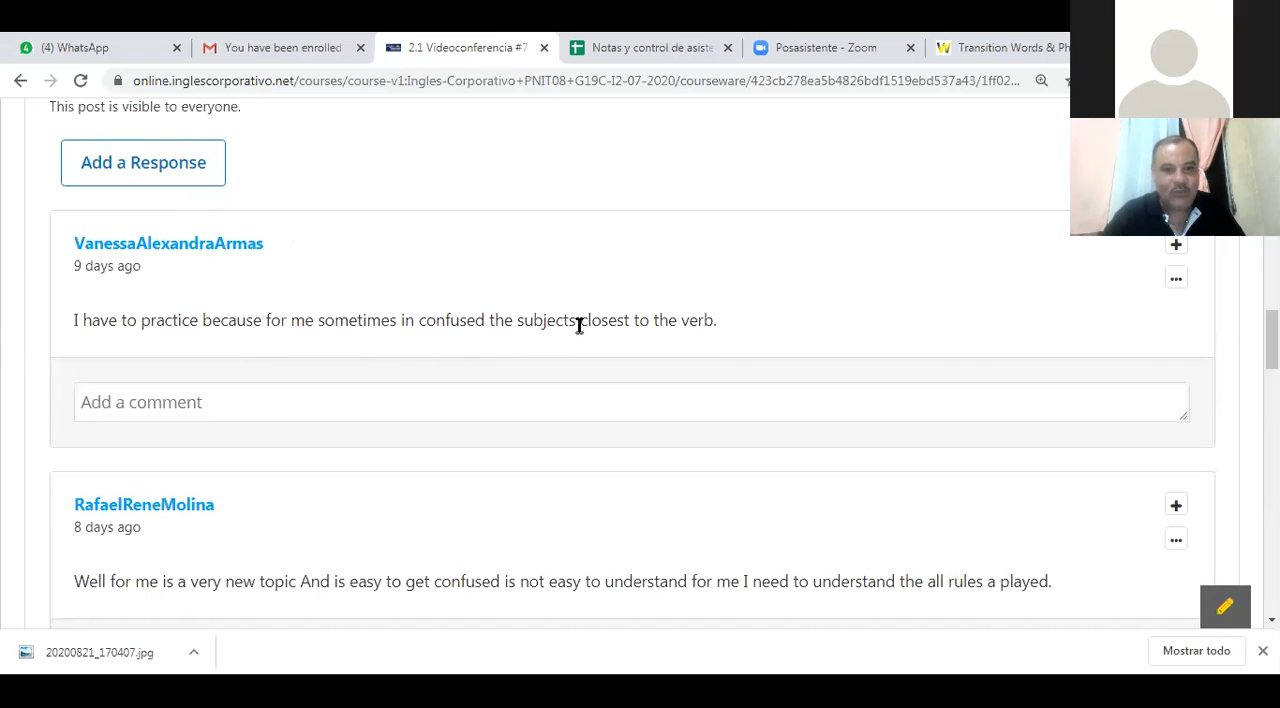 (4) WhatsApp
You have been enrolled
2.1 Videoconferencia #7
Notas y control de asiste
Posasistente - Zoom
Transition Words & Ph
online.inglescorporativo.net/courses/course-v1:Ingles-Corporativo+PNIT08+G19C-I2-07-2020/courseware/423cb278ea5b4826bdf1519ebd537a43/1ff02...
This post is visible to everyone.
Add a Response
VanessaAlexandraArmas
9 days ago
I have to practice because for me sometimes in confused the subjects closest to the verb.
Add a comment
RafaelReneMolina
8 days ago
Well for me is a very new topic And is easy to get confused is not easy to understand for me I need to understand the all rules a played.
20200821_170407.jpg
Mostrar todo